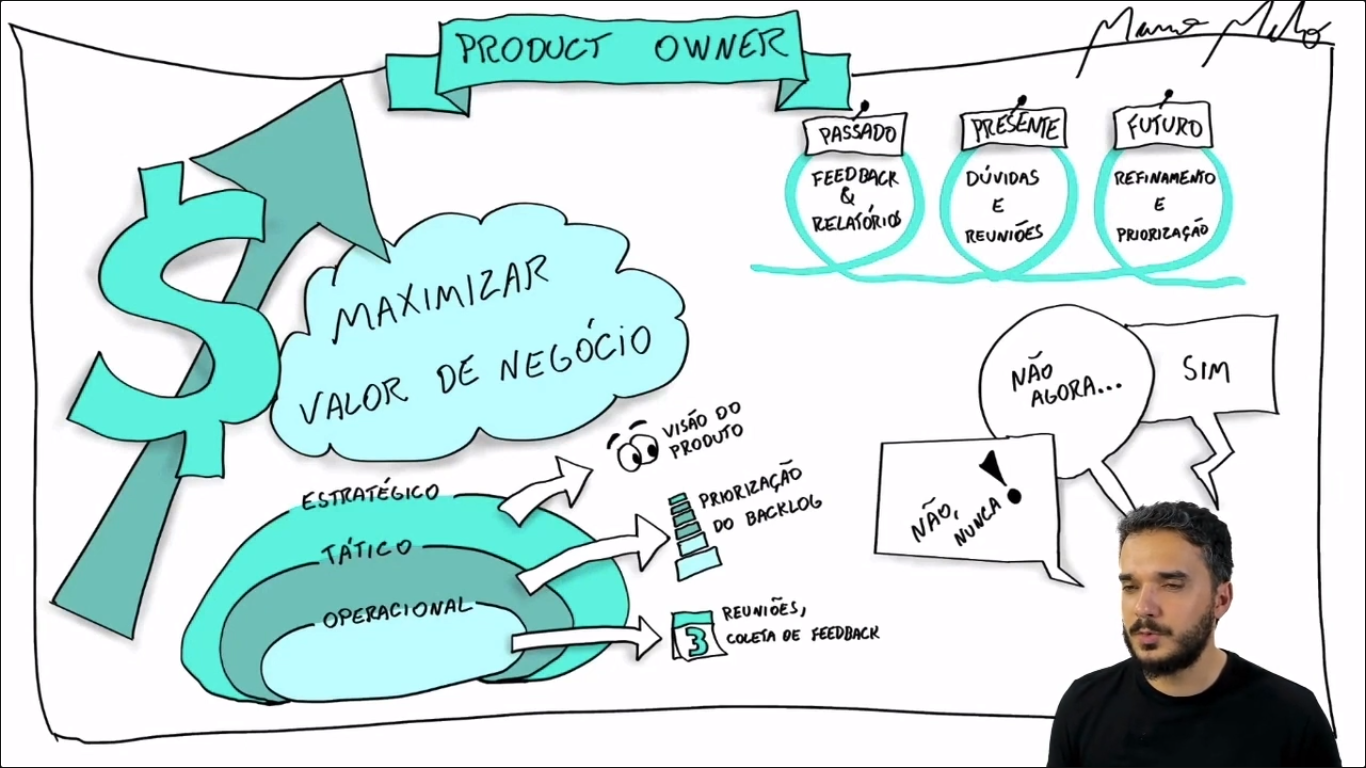 PRODUCT OWNER
PASSADO
FEEDBACK
&
RELATÓRIOS
PRESENTE
DÚVIDAS
E
REUNIÕES
FUTURO
REFINAMENTO
E
PRIORIZAÇÃO
MAXIMIZAR
VALOR DE NEGÓCIO
NÃO
AGORA...
SIM
NÃO,
NUNCA!
ESTRATÉGICO
VISÃO DO
PRODUTO
TÁTICO
PRIORIZAÇÃO
DO BACKLOG
OPERACIONAL
3
REUNIÕES,
COLETA DE FEEDBACK